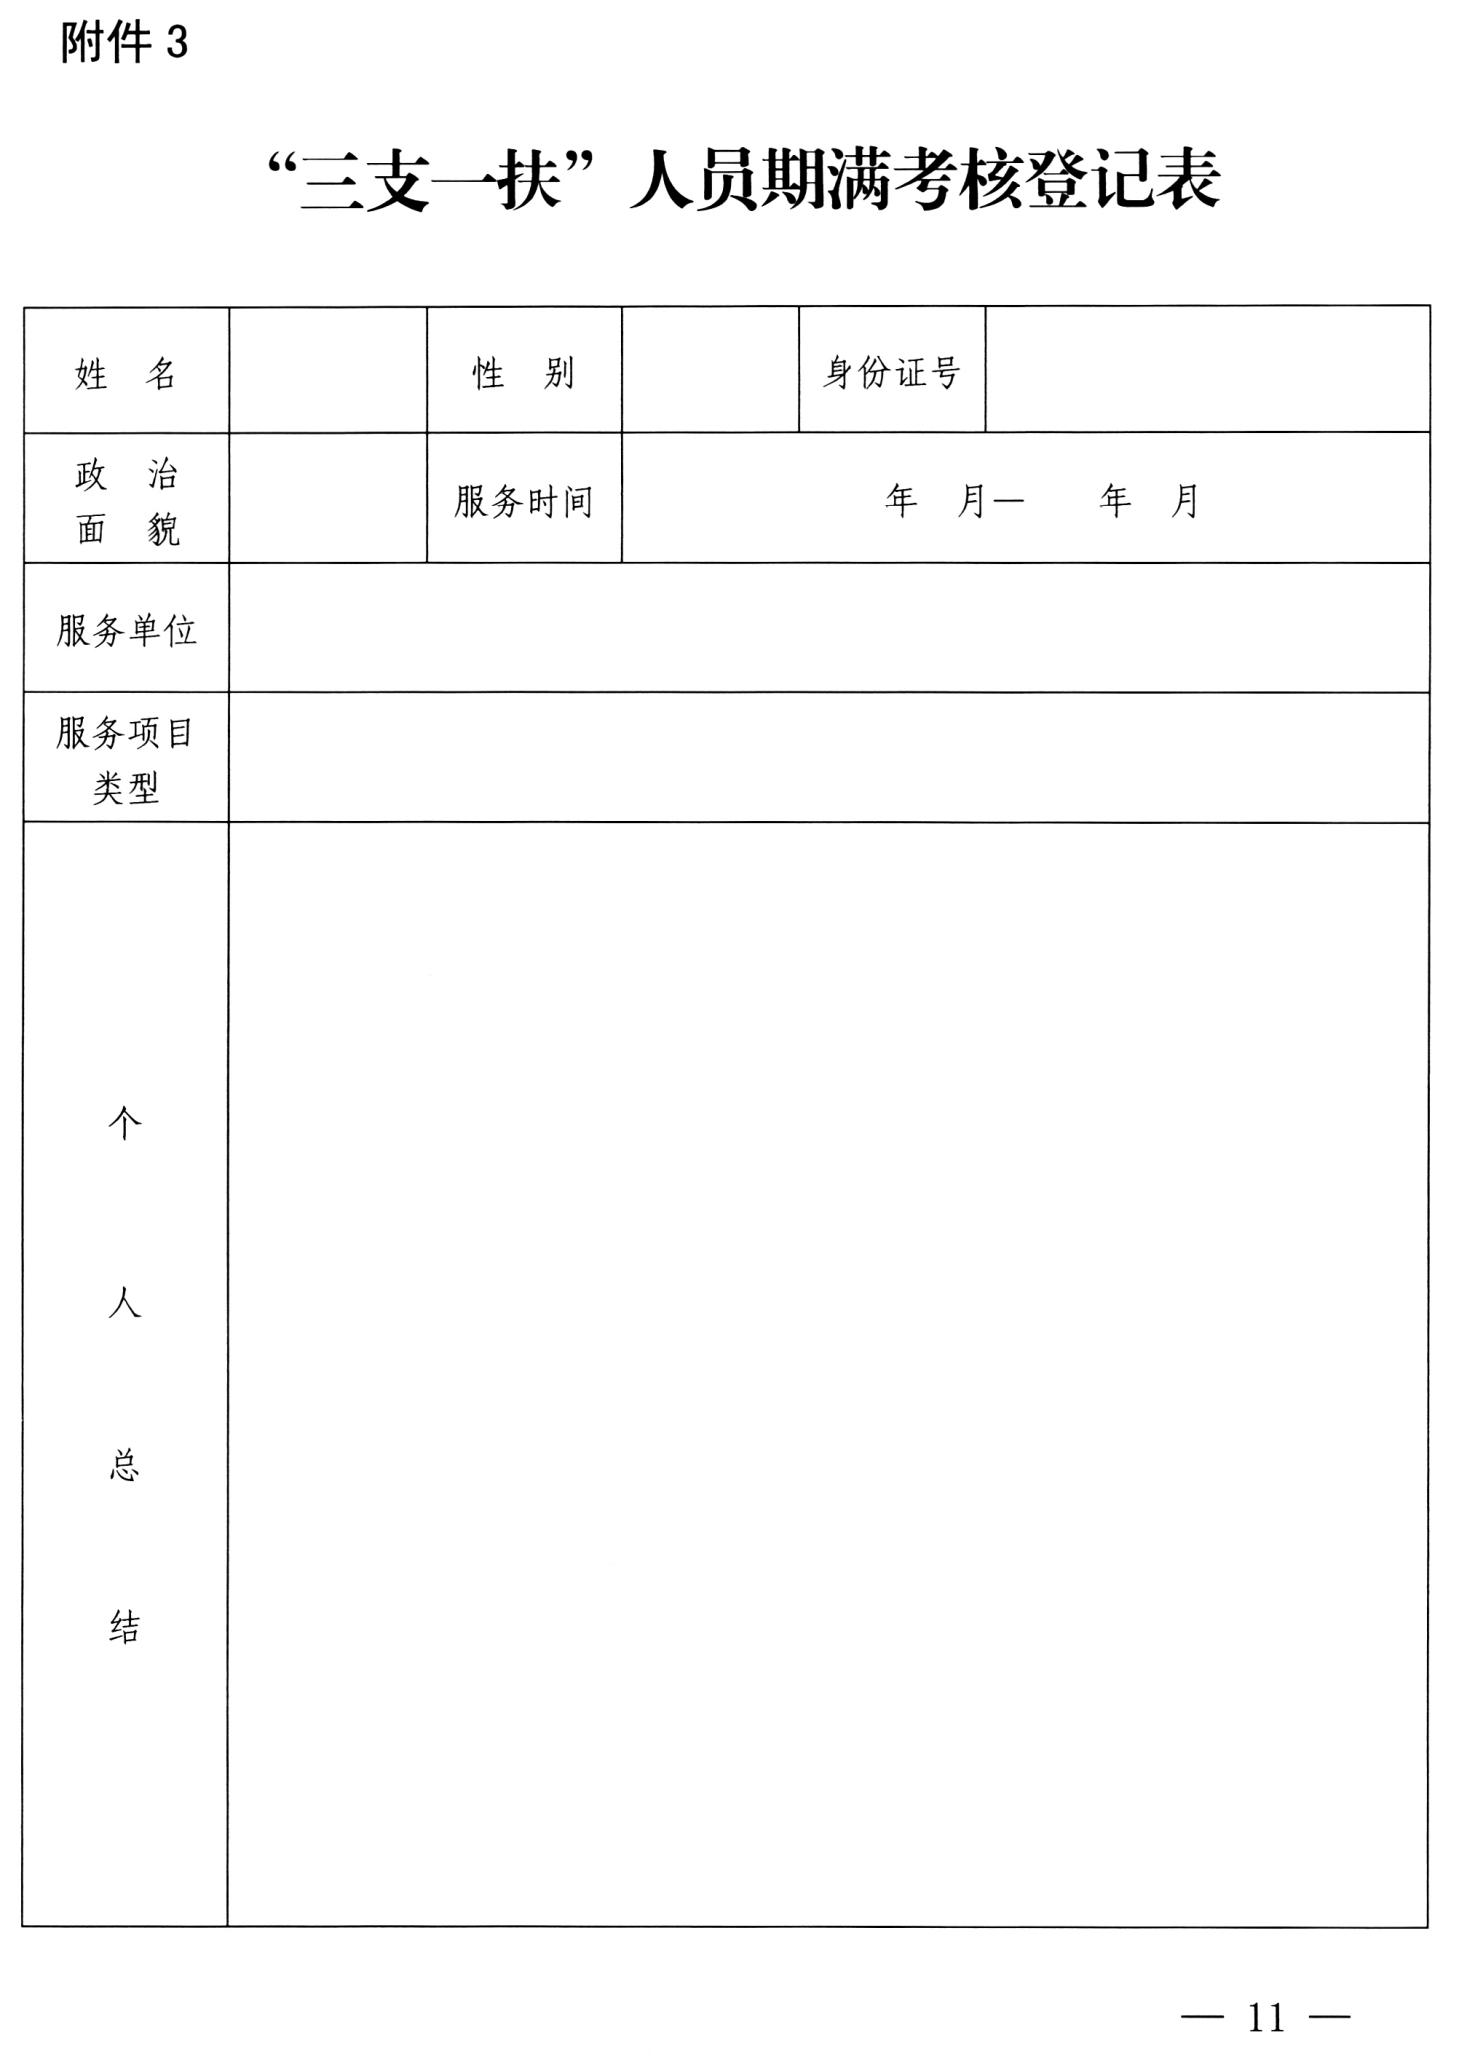 附件3
“三支一扶”人员期满考核登记表
姓 名 性 别 身份证号
政 治
面 貌
服务时间 年 月— 年 月
服务单位
服务项目
类型
个
人
总
结
— 11 —